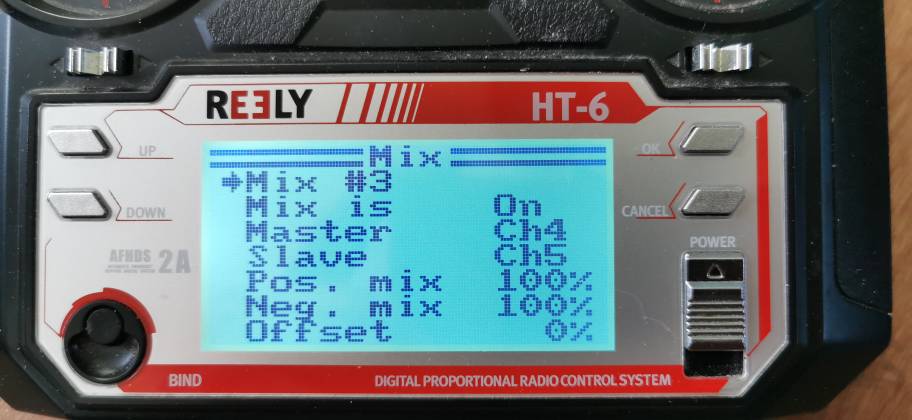 REELY
HT-6
UP
OK
DOWN
CANCEL
AFHDS 2A
POWER
Mix
Mix #3
Mix is On
Master Ch4
Slave Ch5
Pos. mix 100%
Neg. mix 100%
Offset 0%
BIND
DIGITAL PROPORTIONAL RADIO CONTROL SYSTEM